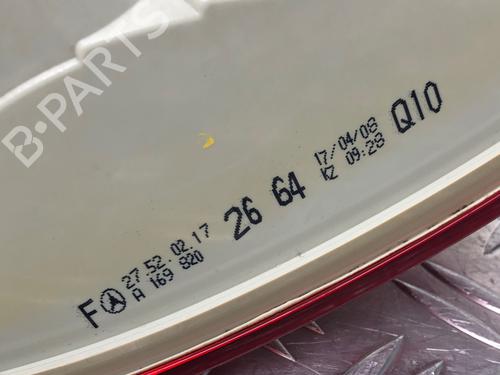 B-PARTS
F 27.52.02.17
A 169 820 26 64
17/04/08
KZ 09:28 Q10